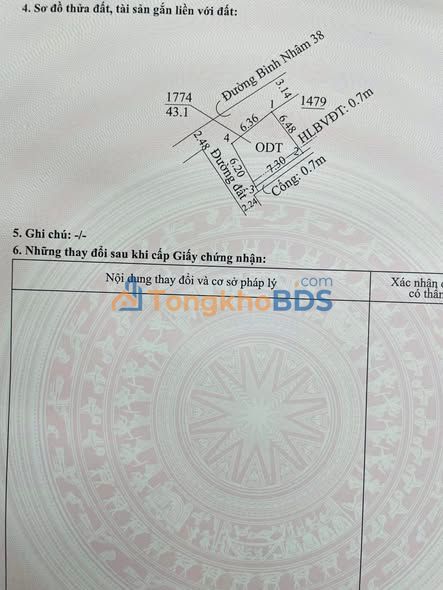 4. Sơ đồ thửa đất, tài sản gắn liền với đất:
Đường Bình Nhâm 38
1774
43.1
3.14
1
1479
6.36
6.48
HLBVĐT: 0.7m
4
2.48
ODT
2
6.20
7.30
Đường đất
3
Cống: 0.7m
2.24
5. Ghi chú: -/-
6. Những thay đổi sau khi cấp Giấy chứng nhận:
Nội dung thay đổi và cơ sở pháp lý
Xác nhận
có thẩm
TongkhoBDS.com